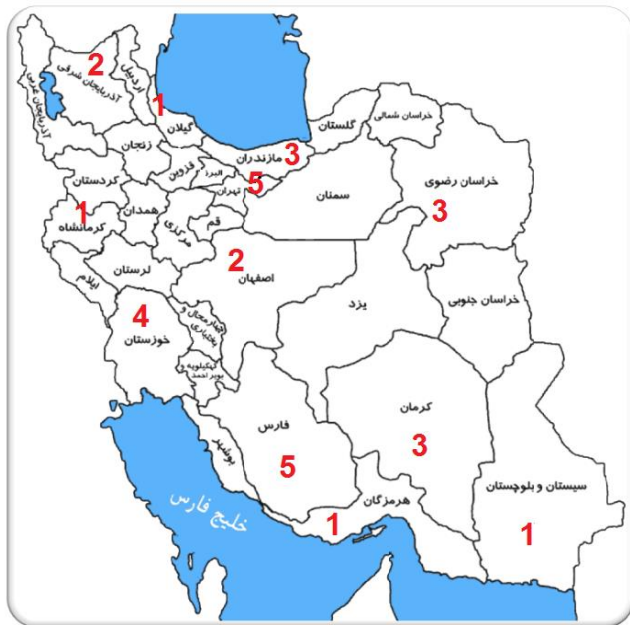 2
آذربایجان شرقی
اردبیل
آذربایجان غربی
1
گیلان
زنجان
کردستان
1
کرمانشاه
همدان
قزوین
البرز
تهران
5
مازندران 3
گلستان
خراسان شمالی
خراسان رضوی
3
سمنان
قم
مرکزی
لرستان
ایلام
2
اصفهان
یزد
خراسان جنوبی
4
خوزستان
چهارمحال و
بختیاری
کهگیلویه و
بویر احمد
فارس
5
بوشهر
کرمان
3
هرمزگان
1
سیستان و بلوچستان
1
خلیج فارس